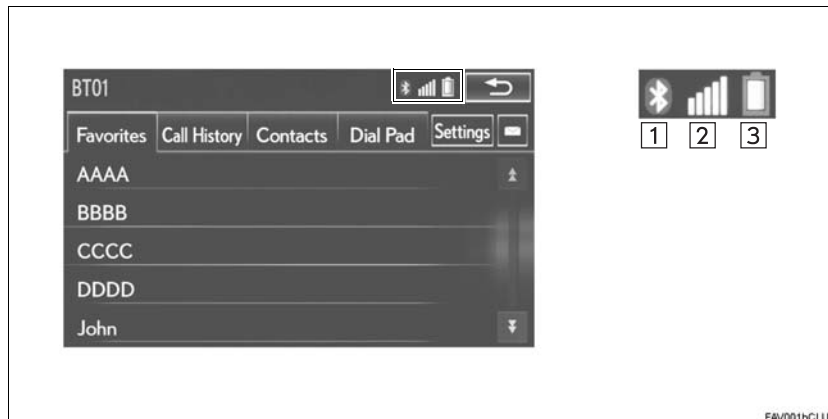 BT01
Favorites Call History Contacts Dial Pad Settings
AAAA
BBBB
CCCC
DDDD
John
1 2 3